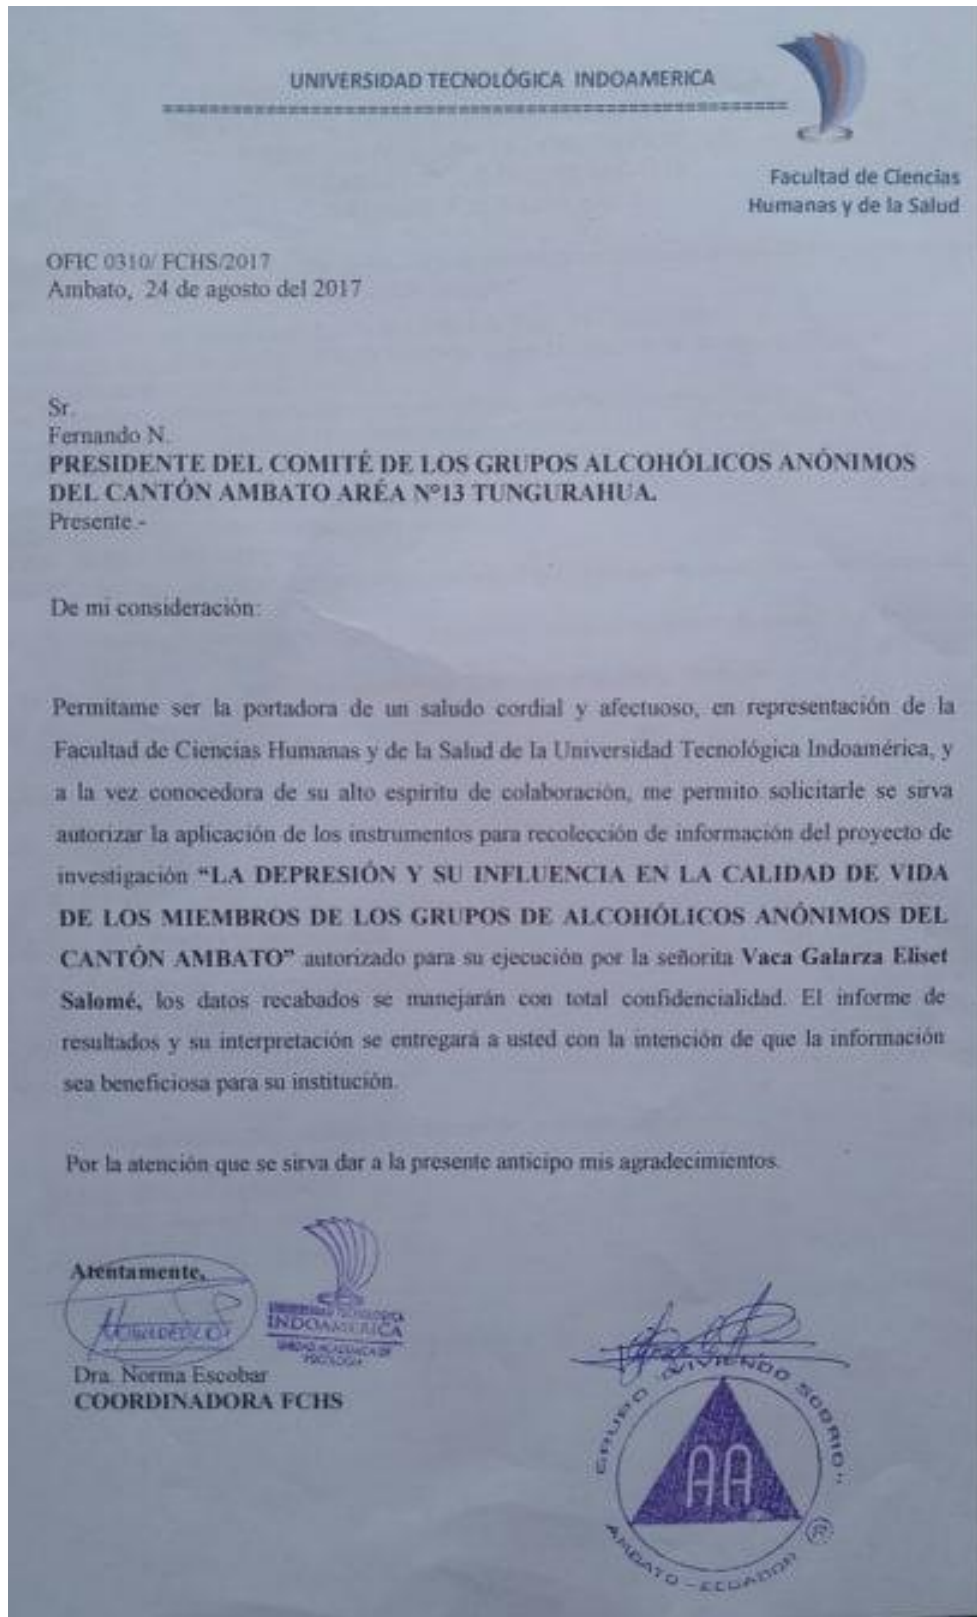 UNIVERSIDAD TECNOLÓGICA INDOAMERICA
Facultad de Ciencias
Humanas y de la Salud
OFIC 0310/ FCHS/2017
Ambato, 24 de agosto del 2017
Sr.
Fernando N.
PRESIDENTE DEL COMITÉ DE LOS GRUPOS ALCOHÓLICOS ANÓNIMOS
DEL CANTÓN AMBATO ARÉA N°13 TUNGURAHUA.
Presente.-
De mi consideración:
Permítame ser la portadora de un saludo cordial y afectuoso, en representación de la
Facultad de Ciencias Humanas y de la Salud de la Universidad Tecnológica Indoamérica, y
a la vez conocedora de su alto espíritu de colaboración, me permito solicitarle se sirva
autorizar la aplicación de los instrumentos para recolección de información del proyecto de
investigación “LA DEPRESIÓN Y SU INFLUENCIA EN LA CALIDAD DE VIDA
DE LOS MIEMBROS DE LOS GRUPOS DE ALCOHÓLICOS ANÓNIMOS DEL
CANTÓN AMBATO” autorizado para su ejecución por la señorita Vaca Galarza Eliset
Salomé, los datos recabados se manejarán con total confidencialidad. El informe de
resultados y su interpretación se entregará a usted con la intención de que la información
sea beneficiosa para su institución.
Por la atención que se sirva dar a la presente anticipo mis agradecimientos.
Atentamente,
UNIVERSIDAD TECNOLOGICA
INDOAMERICA
UNIDAD ACADEMICA DE
PSICOLOGIA
Dra. Norma Escobar
COORDINADORA FCHS
GRUPO "VIVIENDO SOBRIO"
AA
AMBATO - ECUADOR